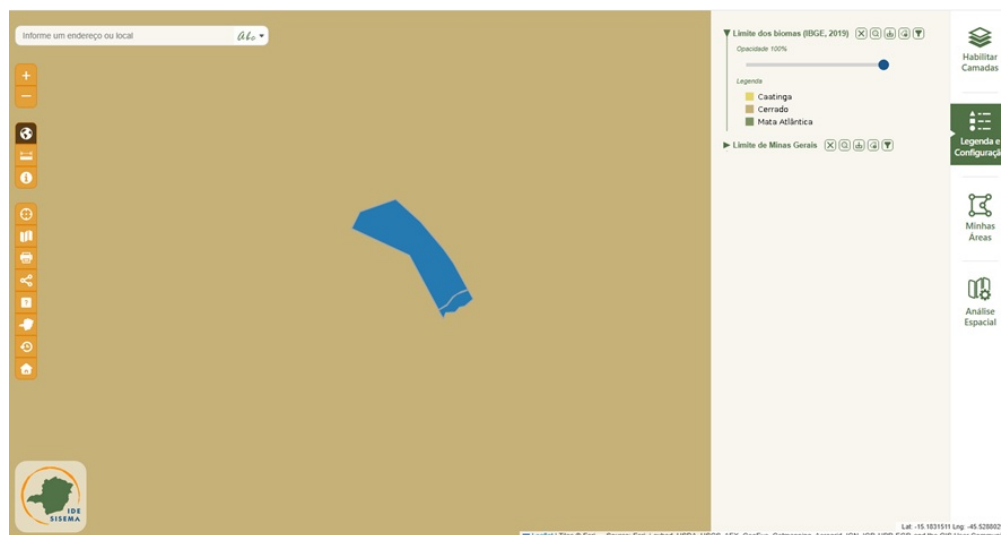 Informe um endereço ou local
Abc
Limite dos biomas (IBGE, 2019)
Opacidade 100%
Legenda
Caatinga
Cerrado
Mata Atlântica
Limite de Minas Gerais
Habilitar
Camadas
Legenda e
Configuraçã
Minhas
Áreas
Análise
Espacial
IDE
SISEMA
Lat -15.1831511 Lng: -45.528802